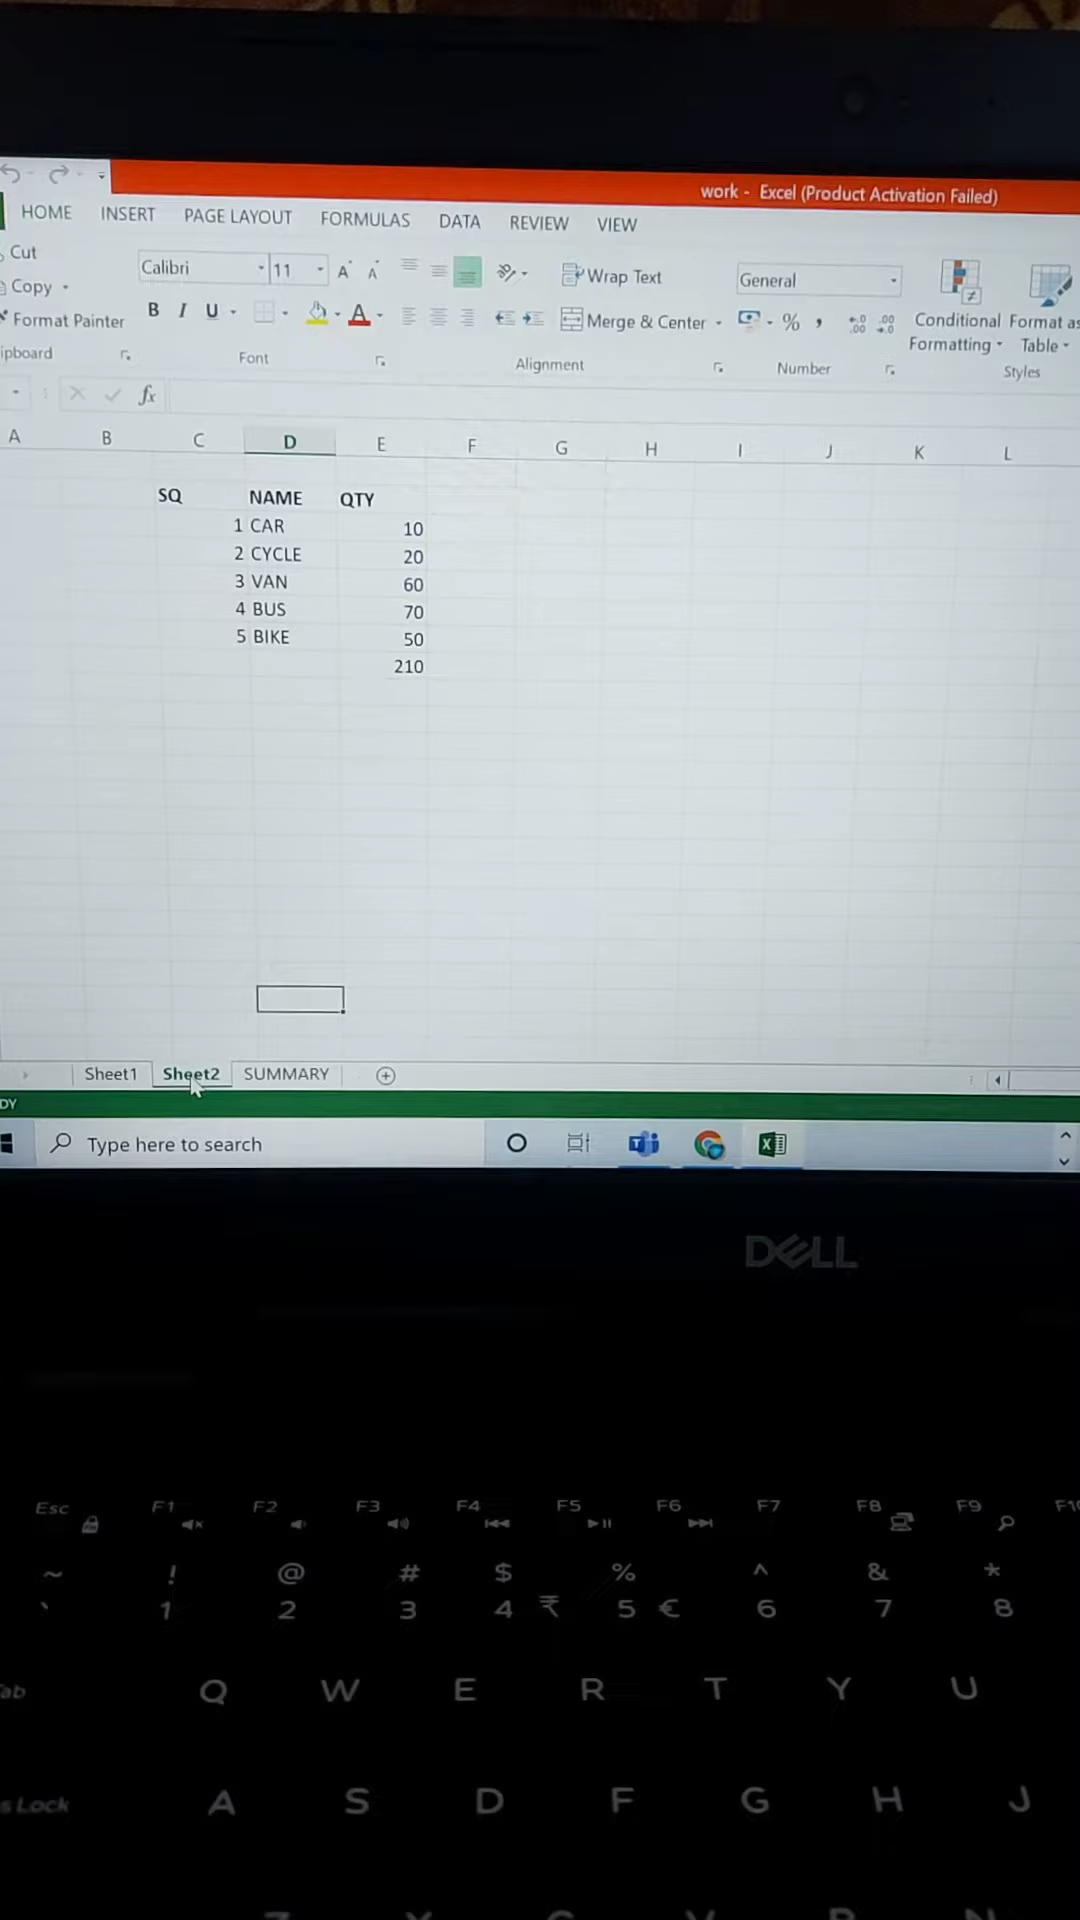 work - Excel (Product Activation Failed)
HOME INSERT PAGE LAYOUT FORMULAS DATA REVIEW VIEW
Cut
Calibri 11 A A Wrap Text General
Copy
B I U A Merge & Center % , Conditional Format as
Format Painter Formatting Table
ipboard Font Alignment Number Styles
fx
A B C D E F G H I J K L
SQ NAME QTY
1 CAR 10
2 CYCLE 20
3 VAN 60
4 BUS 70
5 BIKE 50
210
Sheet1 Sheet2 SUMMARY
DY
Type here to search
DELL
Esc F1 F2 F3 F4 F5 F6 F7 F8 F9 F10
~ ! @ # $ % ^ & *
` 1 2 3 4 ₹ 5 € 6 7 8
ab Q W E R T Y U
s Lock A S D F G H J